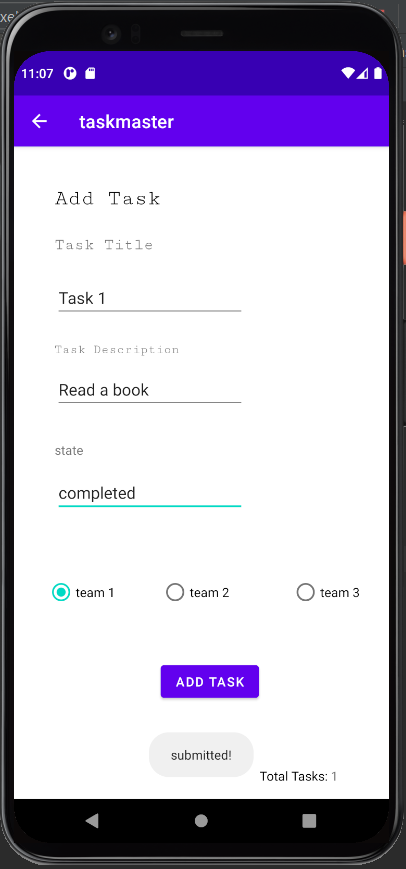 11:07
taskmaster
Add Task
Task Title
Task 1
Task Description
Read a book
state
completed
team 1 team 2 team 3
ADD TASK
submitted!
Total Tasks: 1